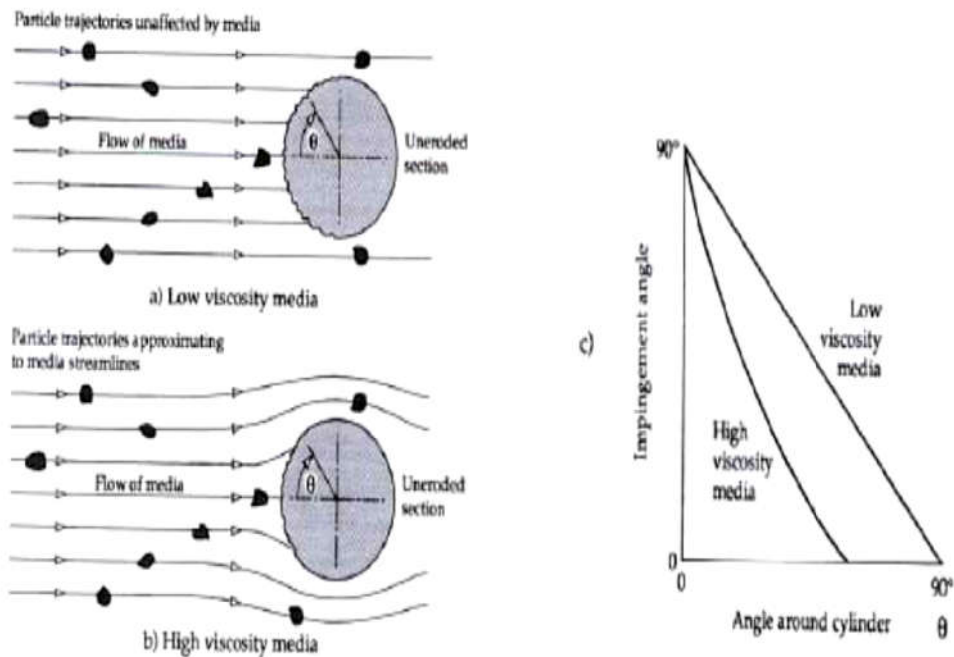 Particle trajectories unaffected by media
Flow of media
θ
Uneroded
section
a) Low viscosity media
Particle trajectories approximating
to media streamlines
Flow of media
θ
Uneroded
section
b) High viscosity media
c)
Impingement angle
90°
0
Low
viscosity
media
High
viscosity
media
0
90°
Angle around cylinder θ